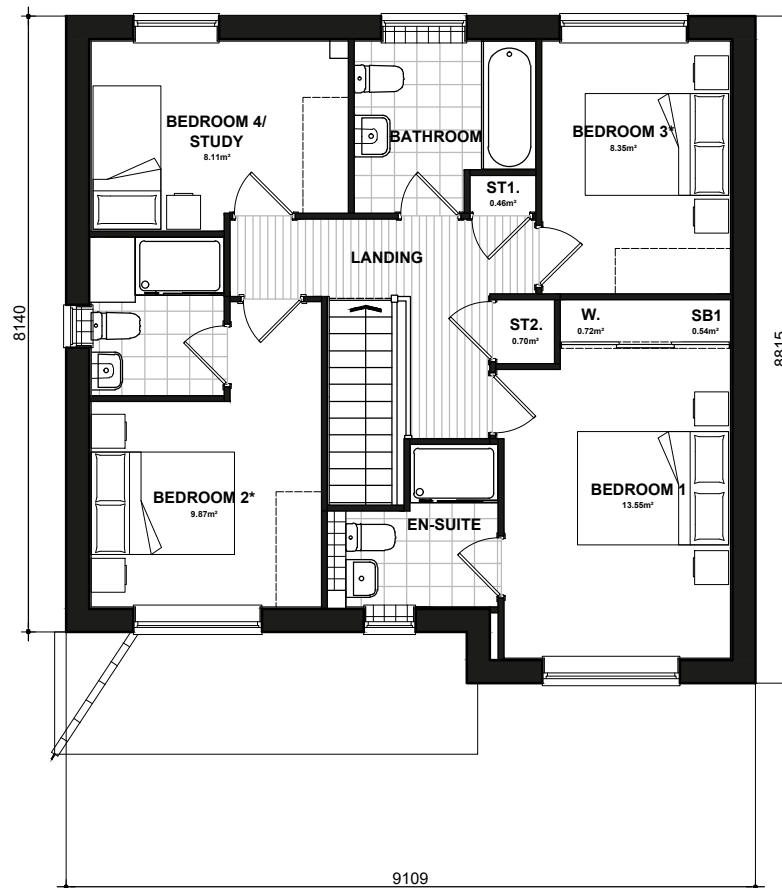 BEDROOM 4/
STUDY
8.11m²
BATHROOM
BEDROOM 3*
8.35m²
ST1.
0.46m²
LANDING
ST2.
0.70m²
W.
0.72m²
SB1
0.54m²
8140
8815
BEDROOM 2*
9.87m²
BEDROOM 1
13.55m²
EN-SUITE
9109